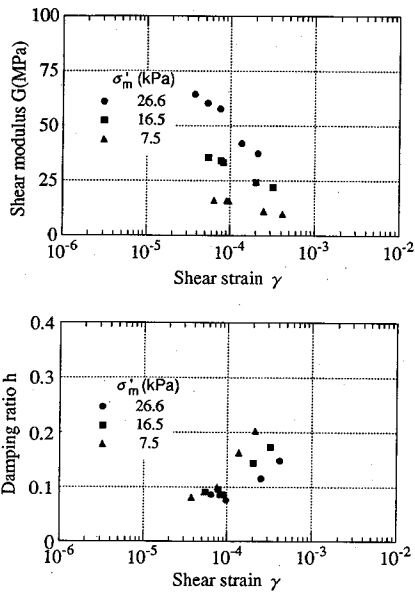 100
75
50
25
0
Shear modulus G(MPa)
σ'm (kPa)
● 26.6
■ 16.5
▲ 7.5
10⁻⁶ 10⁻⁵ 10⁻⁴ 10⁻³ 10⁻²
Shear strain γ
0.4
0.3
0.2
0.1
0
Damping ratio h
σ'm (kPa)
● 26.6
■ 16.5
▲ 7.5
10⁻⁶ 10⁻⁵ 10⁻⁴ 10⁻³ 10⁻²
Shear strain γ